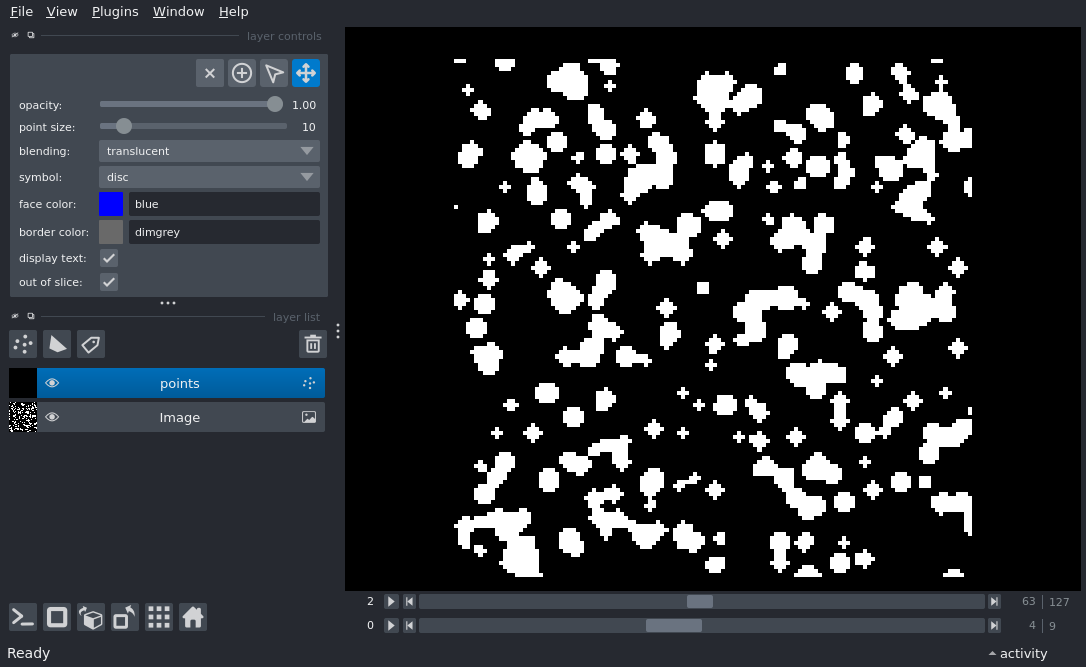 File View Plugins Window Help
layer controls
opacity: 1.00
point size: 10
blending: translucent
symbol: disc
face color: blue
border color: dimgrey
display text:
out of slice:
layer list
points
Image
2 63 127
0 4 9
Ready activity